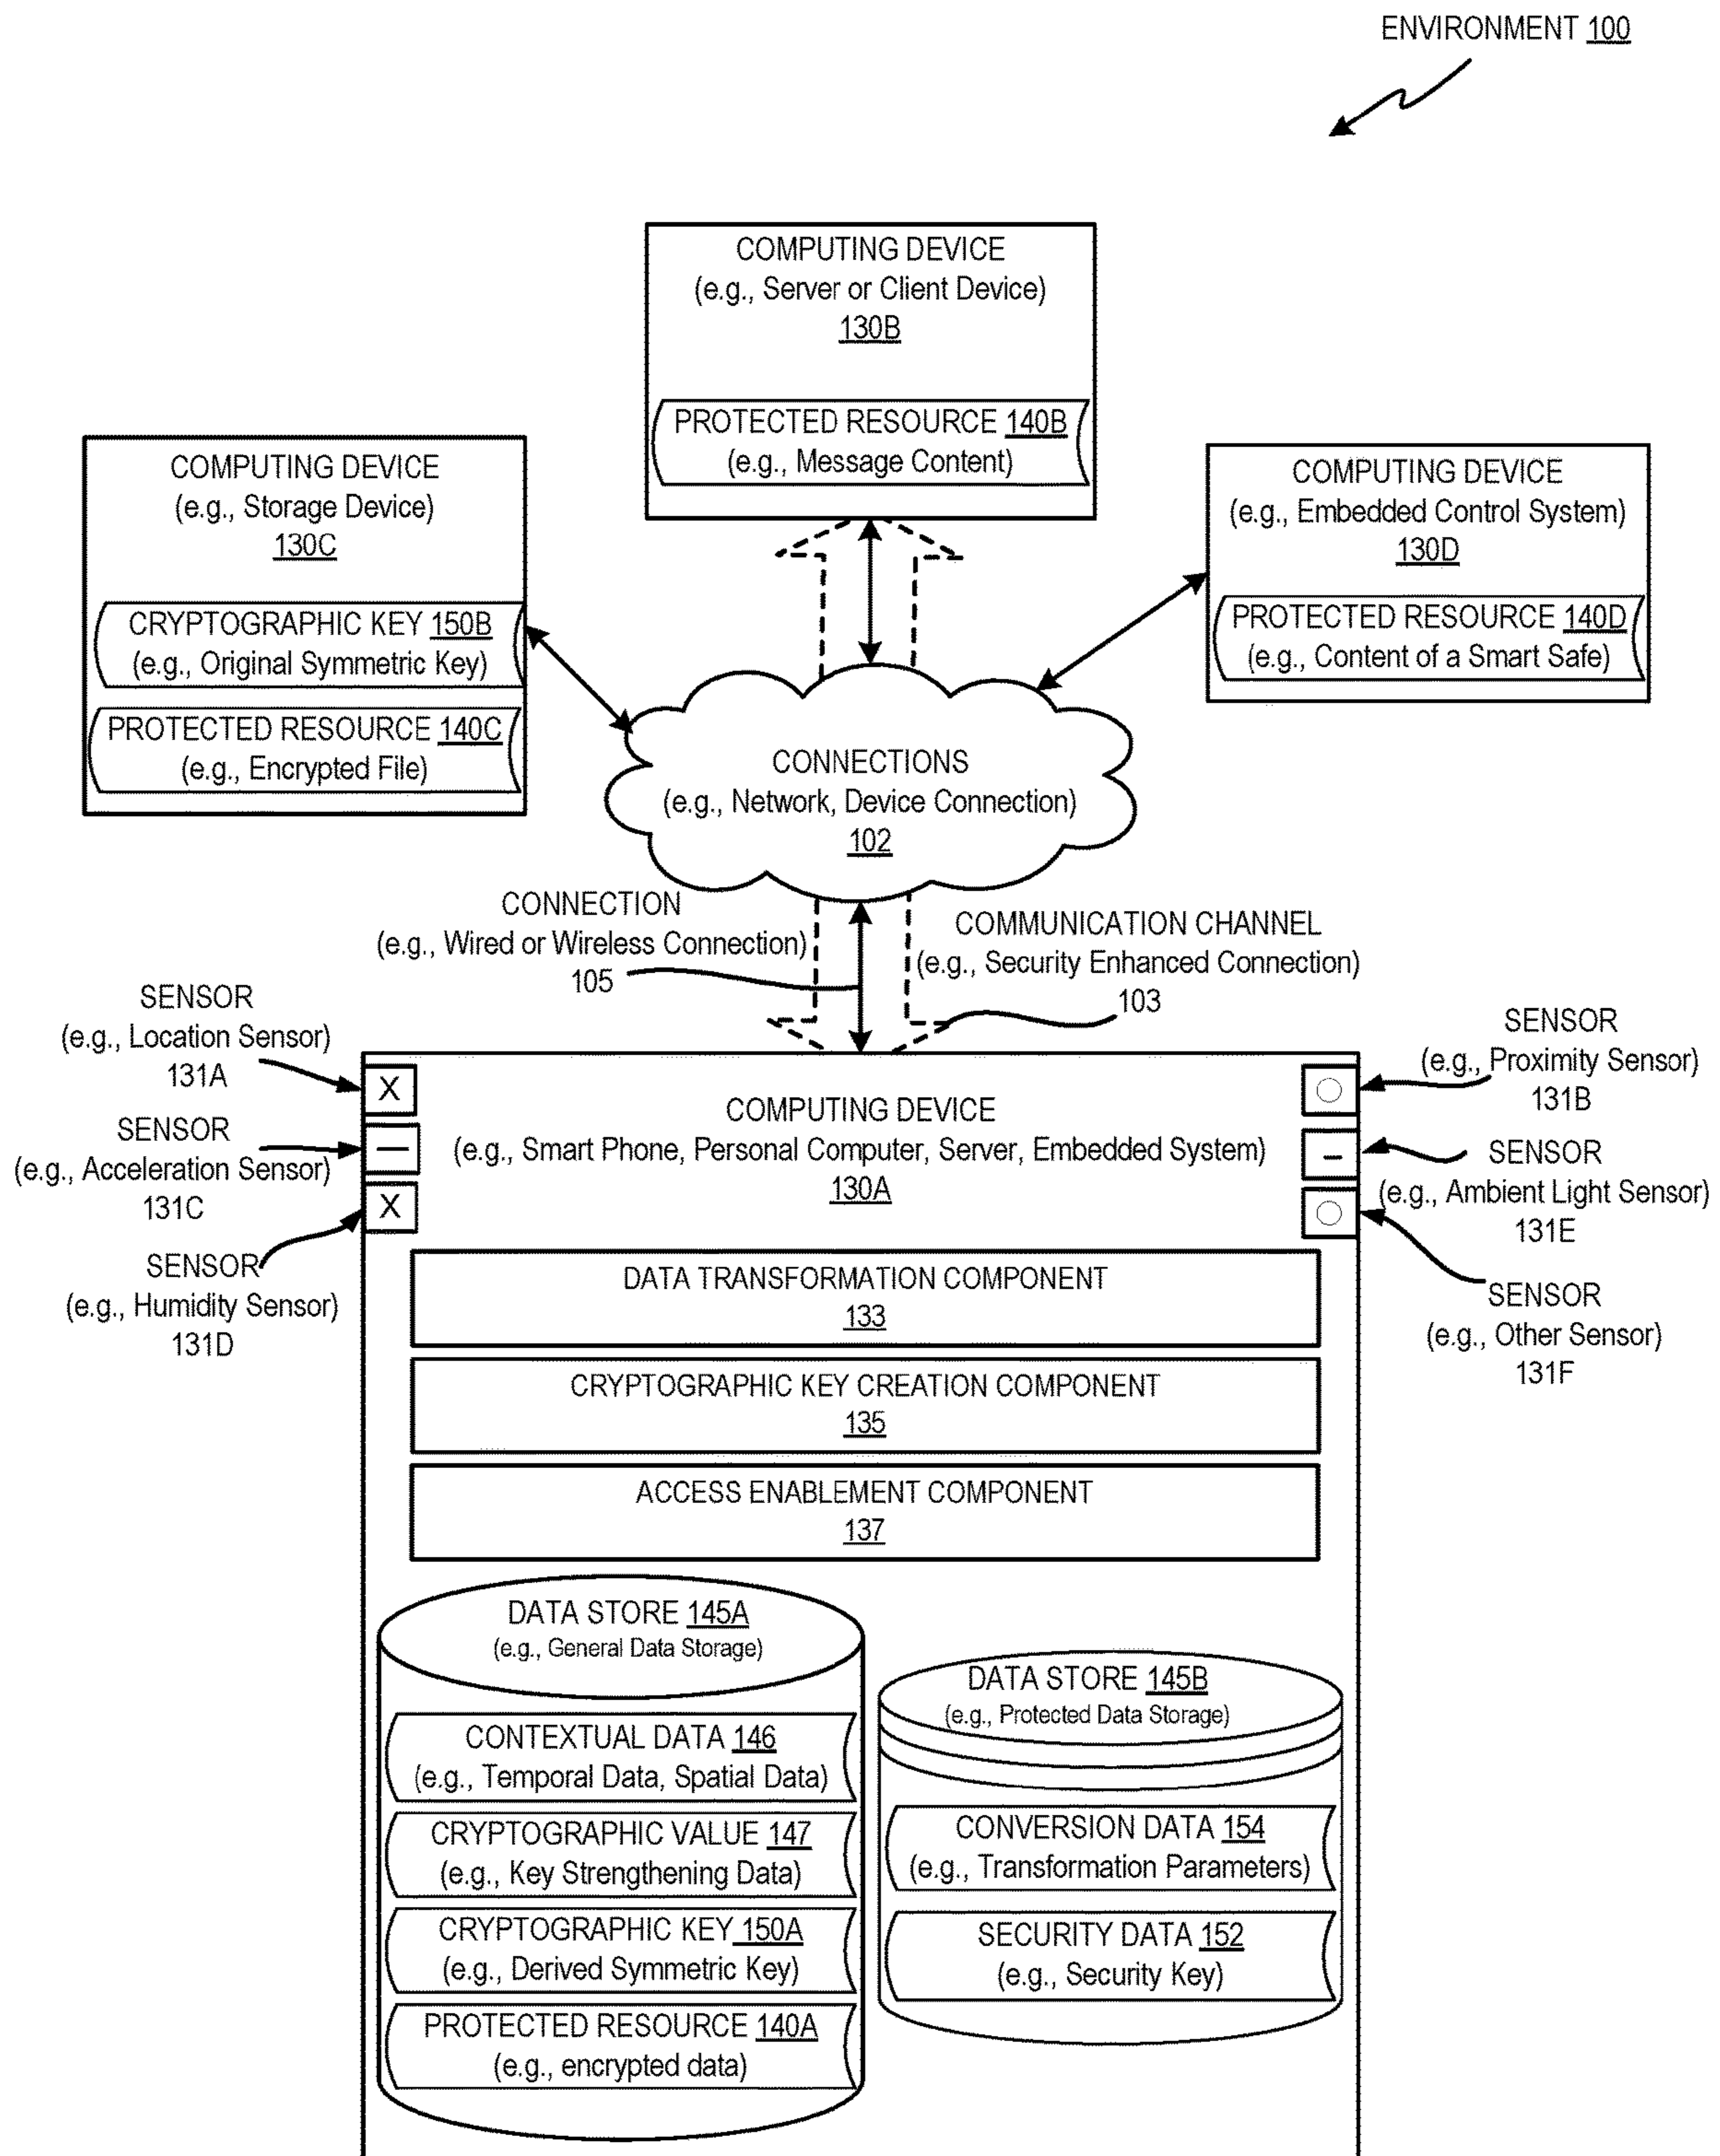 ENVIRONMENT 100
COMPUTING DEVICE
(e.g., Server or Client Device)
130B
PROTECTED RESOURCE 140B
(e.g., Message Content)
COMPUTING DEVICE
(e.g., Storage Device)
130C
CRYPTOGRAPHIC KEY 150B
(e.g., Original Symmetric Key)
PROTECTED RESOURCE 140C
(e.g., Encrypted File)
COMPUTING DEVICE
(e.g., Embedded Control System)
130D
PROTECTED RESOURCE 140D
(e.g., Content of a Smart Safe)
CONNECTIONS
(e.g., Network, Device Connection)
102
CONNECTION
(e.g., Wired or Wireless Connection)
105
COMMUNICATION CHANNEL
(e.g., Security Enhanced Connection)
103
SENSOR
(e.g., Location Sensor)
131A
SENSOR
(e.g., Acceleration Sensor)
131C
SENSOR
(e.g., Humidity Sensor)
131D
X
X
COMPUTING DEVICE
(e.g., Smart Phone, Personal Computer, Server, Embedded System)
130A
SENSOR
(e.g., Proximity Sensor)
131B
SENSOR
(e.g., Ambient Light Sensor)
131E
SENSOR
(e.g., Other Sensor)
131F
DATA TRANSFORMATION COMPONENT
133
CRYPTOGRAPHIC KEY CREATION COMPONENT
135
ACCESS ENABLEMENT COMPONENT
137
DATA STORE 145A
(e.g., General Data Storage)
CONTEXTUAL DATA 146
(e.g., Temporal Data, Spatial Data)
CRYPTOGRAPHIC VALUE 147
(e.g., Key Strengthening Data)
CRYPTOGRAPHIC KEY 150A
(e.g., Derived Symmetric Key)
PROTECTED RESOURCE 140A
(e.g., encrypted data)
DATA STORE 145B
(e.g., Protected Data Storage)
CONVERSION DATA 154
(e.g., Transformation Parameters)
SECURITY DATA 152
(e.g., Security Key)